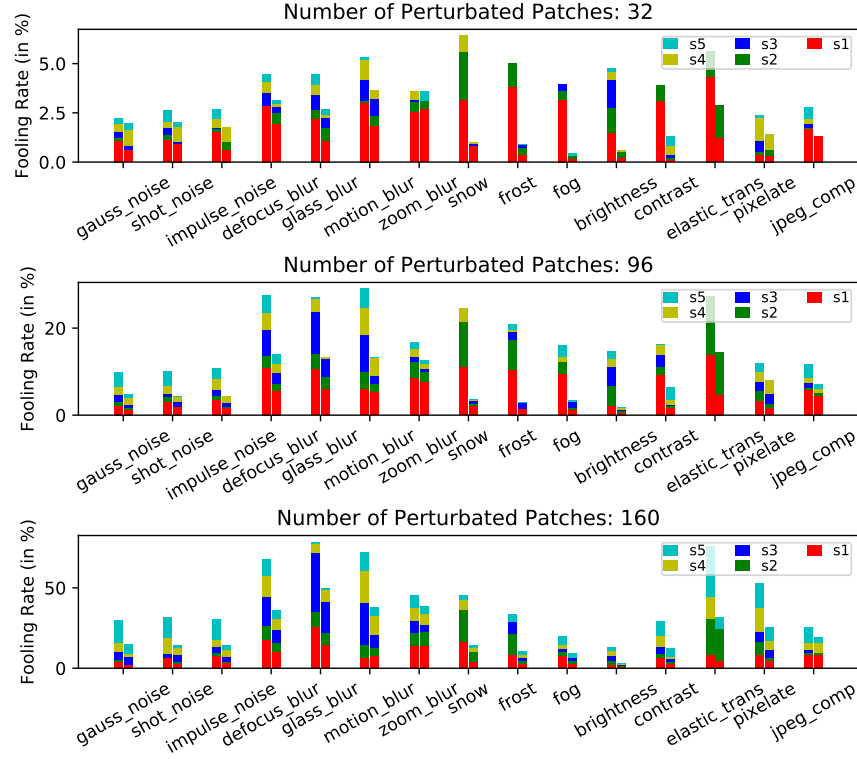 Number of Perturbated Patches: 32
Fooling Rate (in %)
5.0
2.5
0.0
s5 s3 s1
s4 s2
gauss_noise shot_noise impulse_noise defocus_blur glass_blur motion_blur zoom_blur snow frost fog brightness contrast elastic_trans pixelate jpeg_comp
Number of Perturbated Patches: 96
Fooling Rate (in %)
20
0
s5 s3 s1
s4 s2
gauss_noise shot_noise impulse_noise defocus_blur glass_blur motion_blur zoom_blur snow frost fog brightness contrast elastic_trans pixelate jpeg_comp
Number of Perturbated Patches: 160
Fooling Rate (in %)
50
0
s5 s3 s1
s4 s2
gauss_noise shot_noise impulse_noise defocus_blur glass_blur motion_blur zoom_blur snow frost fog brightness contrast elastic_trans pixelate jpeg_comp